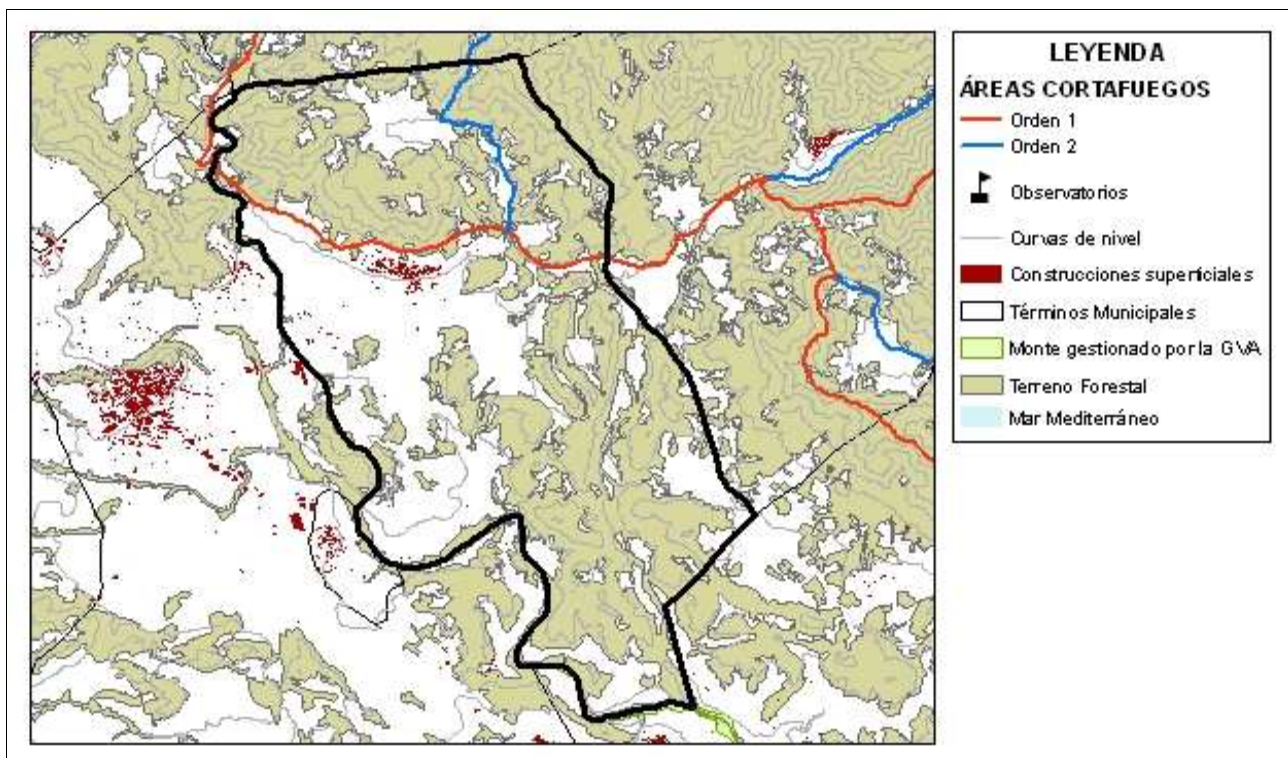 LEYENDA
ÁREAS CORTAFUEGOS
Orden 1
Orden 2
Observatorios
Curvas de nivel
Construcciones superficiales
Términos Municipales
Monte gestionado por la GVA
Terreno Forestal
Mar Mediterráneo